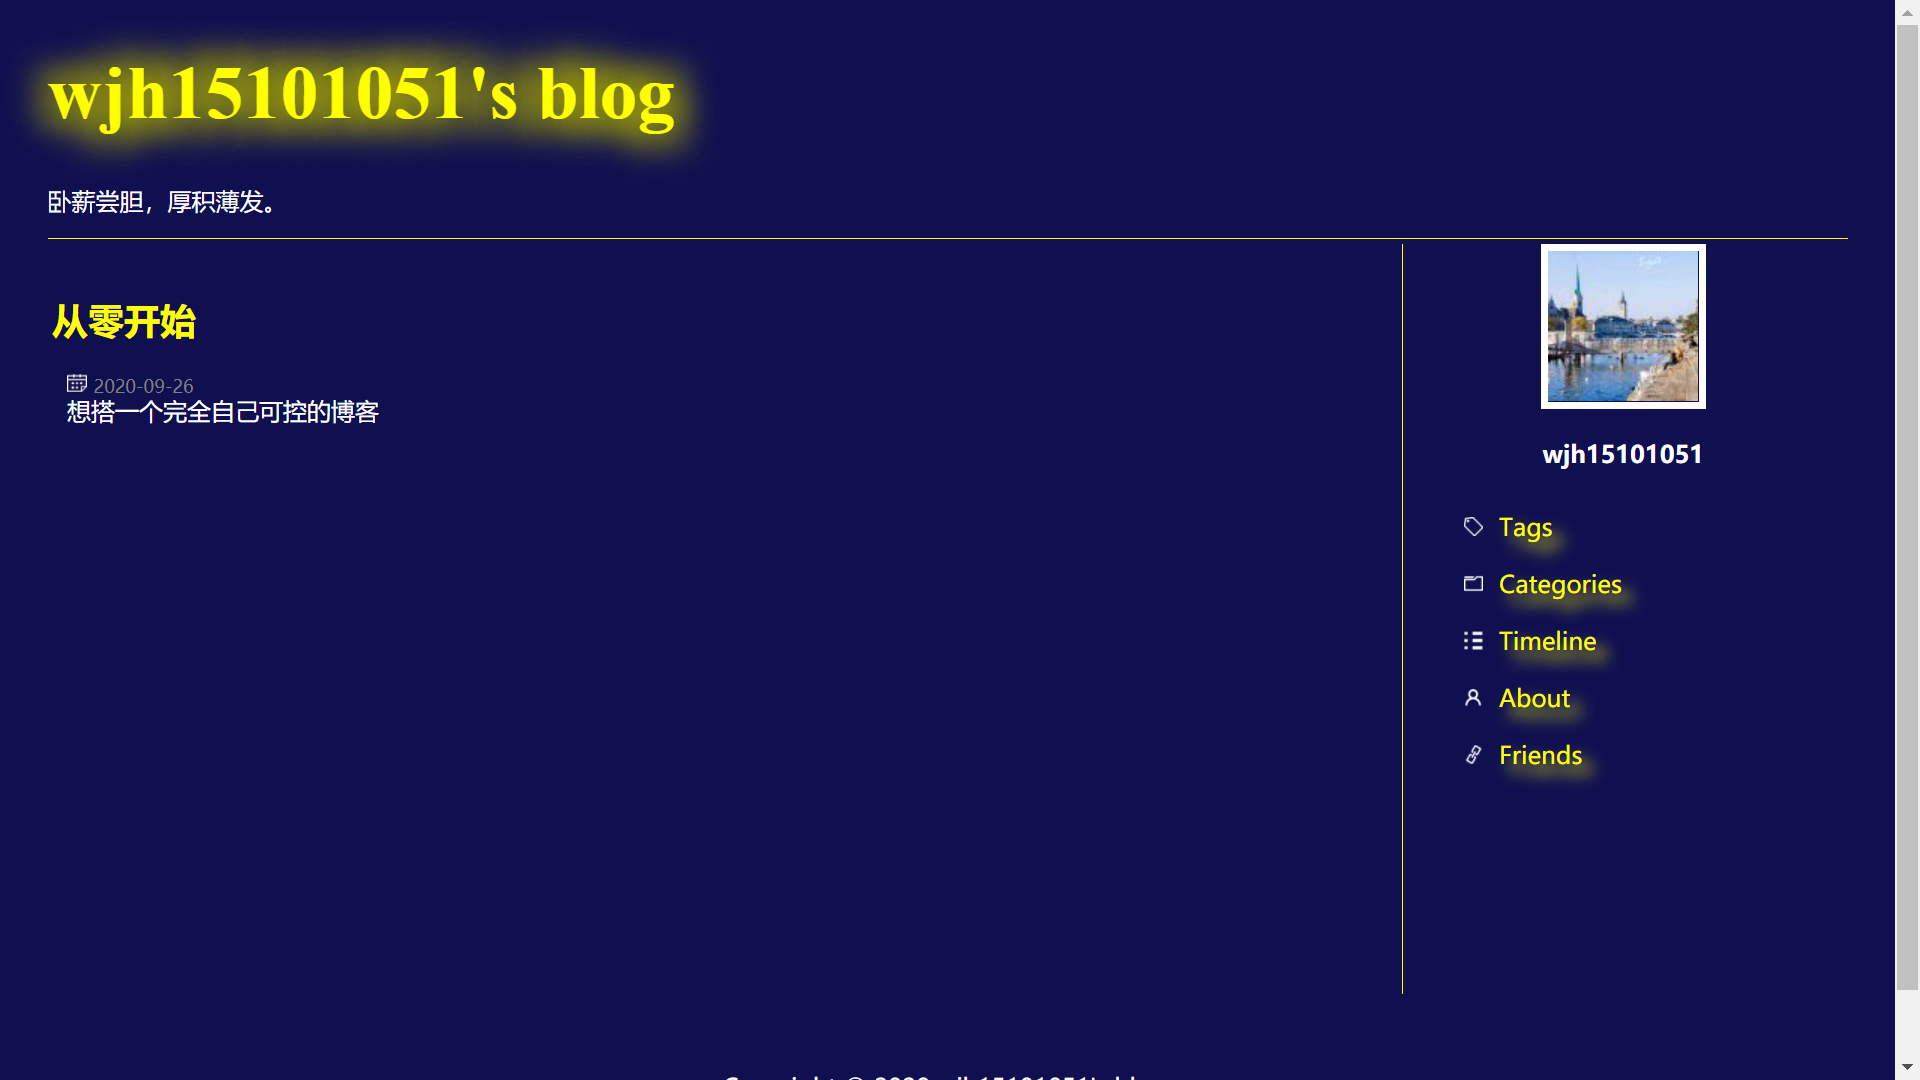 wjh15101051's blog
卧薪尝胆，厚积薄发。
从零开始
2020-09-26
想搭一个完全自己可控的博客
wjh15101051
Tags
Categories
Timeline
About
Friends